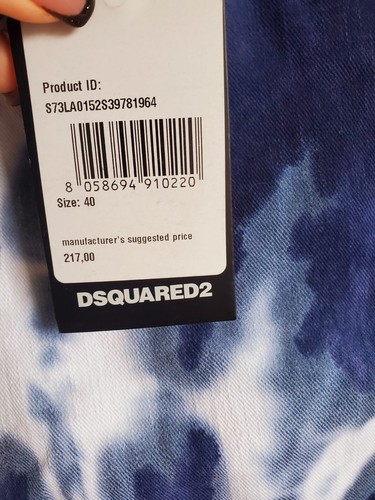 Product ID:
S73LA0152S39781964
8 058694 910220
Size: 40
manufacturer's suggested price
217,00
DSQUARED2